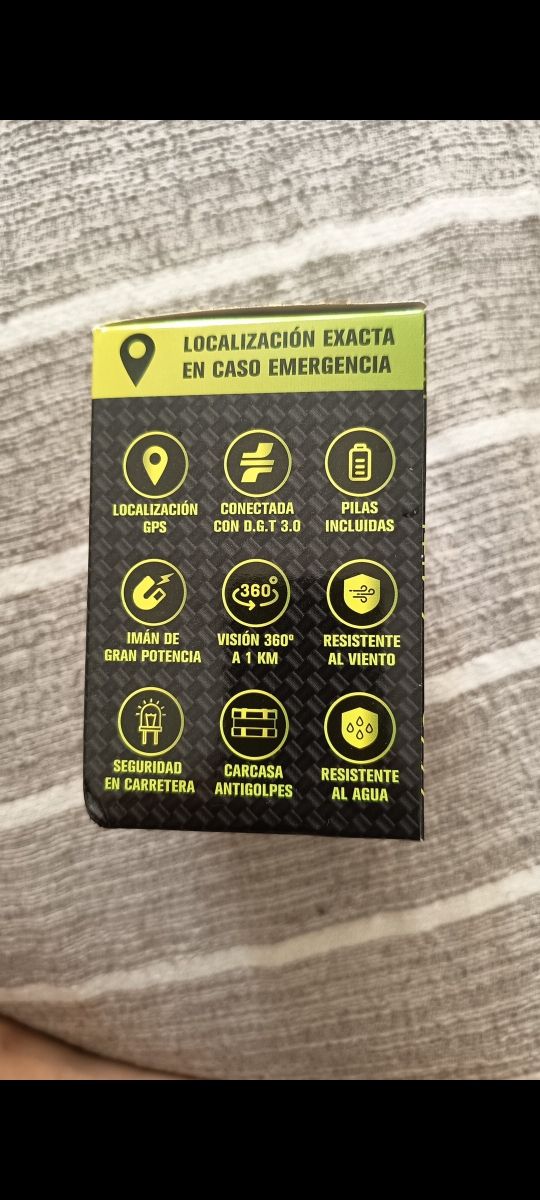 LOCALIZACIÓN EXACTA
EN CASO EMERGENCIA
LOCALIZACIÓN
GPS
CONECTADA
CON D.G.T 3.0
PILAS
INCLUIDAS
360°
IMÁN DE
GRAN POTENCIA
VISIÓN 360º
A 1 KM
RESISTENTE
AL VIENTO
SEGURIDAD
EN CARRETERA
CARCASA
ANTIGOLPES
RESISTENTE
AL AGUA